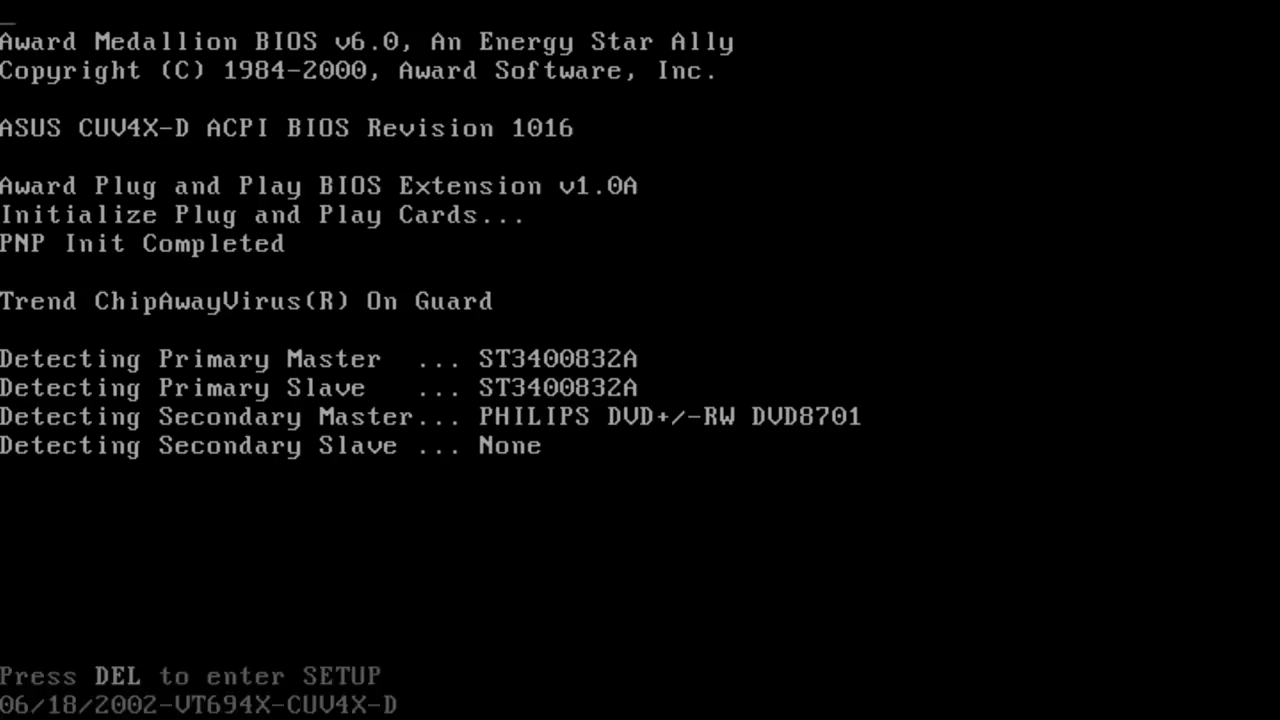 Award Medallion BIOS v6.0, An Energy Star Ally
Copyright (C) 1984-2000, Award Software, Inc.
ASUS CUV4X-D ACPI BIOS Revision 1016
Award Plug and Play BIOS Extension v1.0A
Initialize Plug and Play Cards...
PNP Init Completed
Trend ChipAwayVirus(R) On Guard
Detecting Primary Master  ... ST3400832A
Detecting Primary Slave   ... ST3400832A
Detecting Secondary Master... PHILIPS DVD+/-RW DVD8701
Detecting Secondary Slave ... None
Press DEL to enter SETUP
06/18/2002-VT694X-CUV4X-D